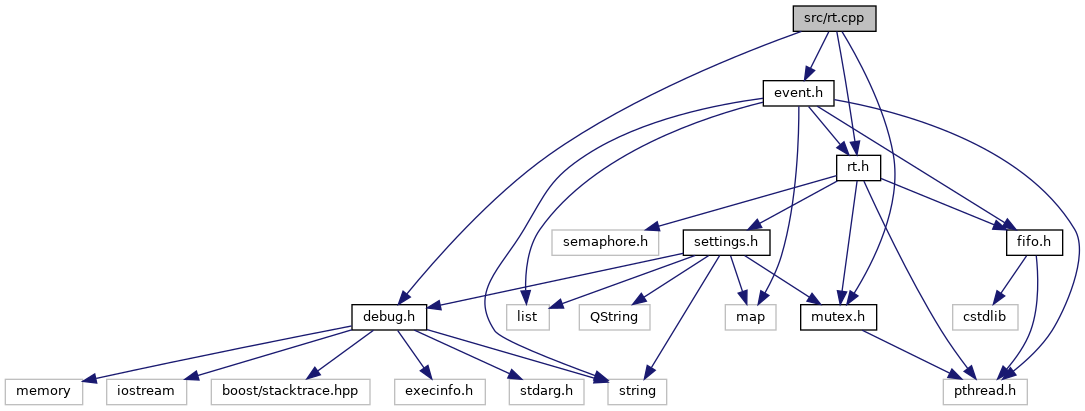 src/rt.cpp
event.h
rt.h
semaphore.h
settings.h
fifo.h
debug.h
list
QString
map
mutex.h
cstdlib
memory
iostream
boost/stacktrace.hpp
execinfo.h
stdarg.h
string
pthread.h